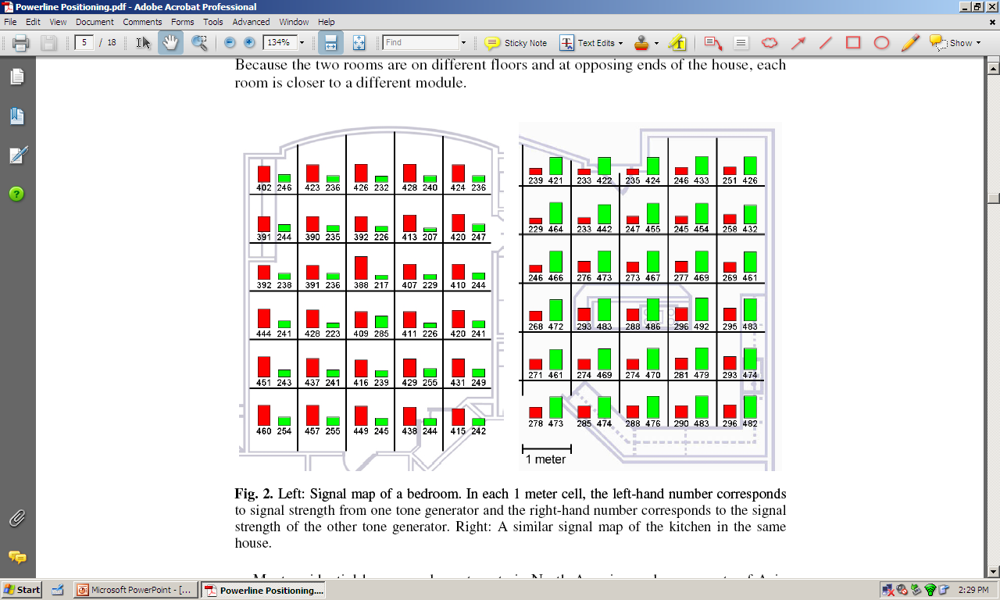 Powerline Positioning.pdf - Adobe Acrobat Professional
File Edit View Document Comments Forms Tools Advanced Window Help
5 / 18 134% Find Sticky Note Text Edits Show
Because the two rooms are on different floors and at opposing ends of the house, each
room is closer to a different module.
402 246 423 236 426 232 428 240 424 236
391 244 390 235 392 226 413 207 420 247
392 238 391 236 388 217 407 229 410 244
444 241 428 223 409 285 411 226 420 241
451 243 437 241 416 239 429 255 431 249
460 254 457 255 449 245 438 244 415 242
239 421 233 422 235 424 246 433 251 426
229 464 233 442 247 455 245 454 258 432
246 466 276 473 273 467 277 469 269 461
268 472 293 483 288 486 296 492 295 483
271 461 274 469 274 470 281 479 293 474
278 473 285 474 288 476 290 483 296 482
1 meter
Fig. 2. Left: Signal map of a bedroom. In each 1 meter cell, the left-hand number corresponds
to signal strength from one tone generator and the right-hand number corresponds to the signal
strength of the other tone generator. Right: A similar signal map of the kitchen in the same
house.
Start Microsoft PowerPoint - [... Powerline Positioning.... 2:29 PM